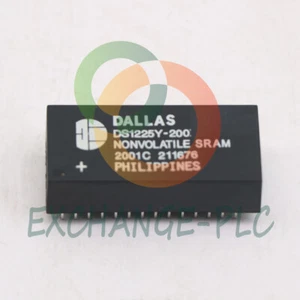 DALLAS
DS1225Y-200
NONVOLATILE SRAM
2001C 211676
+ PHILIPPINES
EXCHANGE-PLC